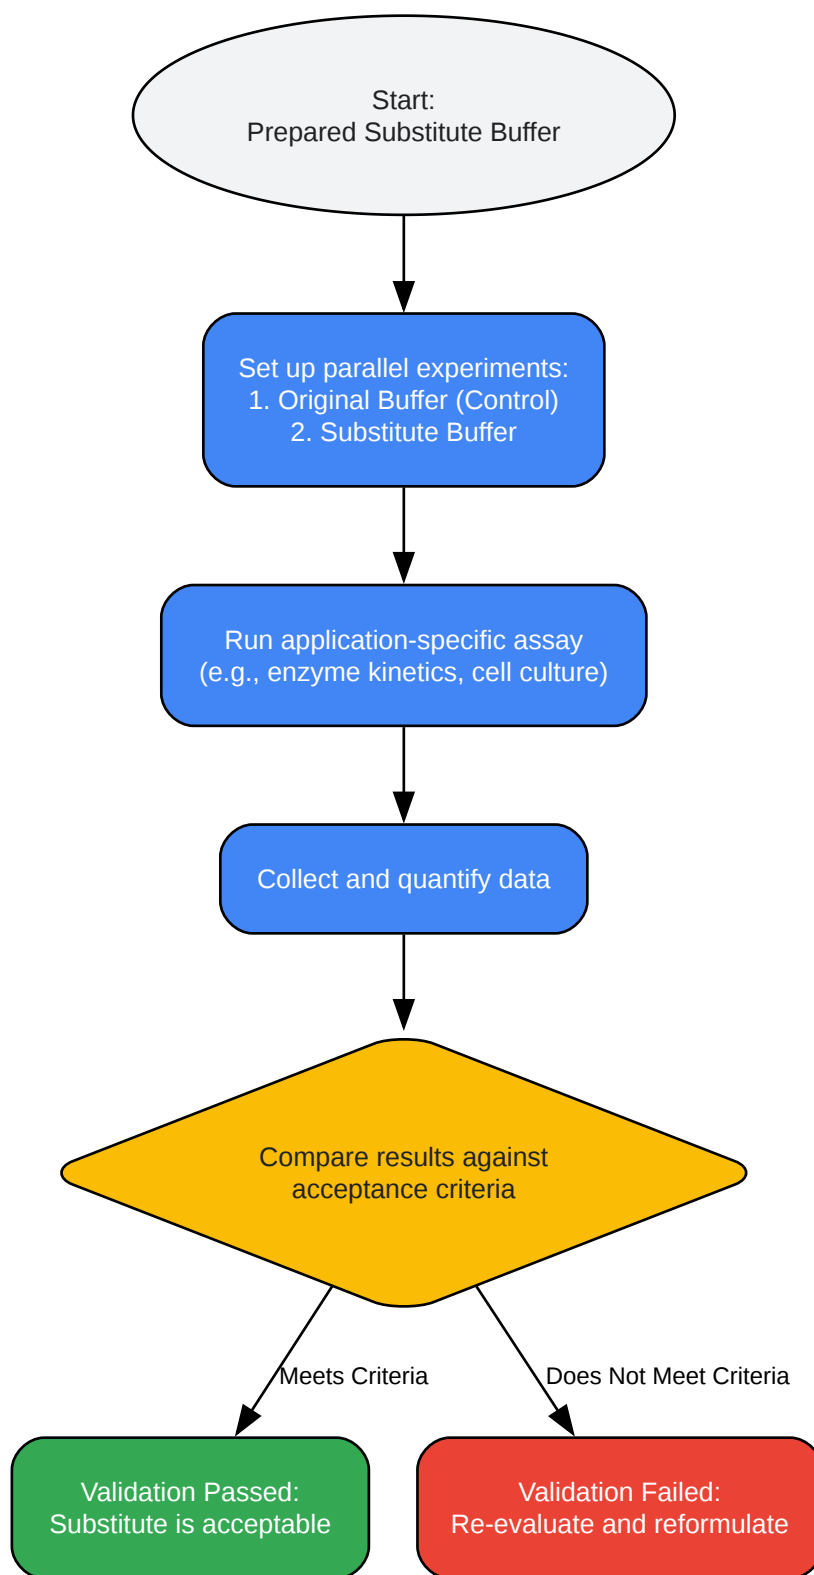 Start:
Prepared Substitute Buffer
Set up parallel experiments:
1. Original Buffer (Control)
2. Substitute Buffer
Run application-specific assay
(e.g., enzyme kinetics, cell culture)
Collect and quantify data
Compare results against
acceptance criteria
Meets Criteria
Does Not Meet Criteria
Validation Passed:
Substitute is acceptable
Validation Failed:
Re-evaluate and reformulate